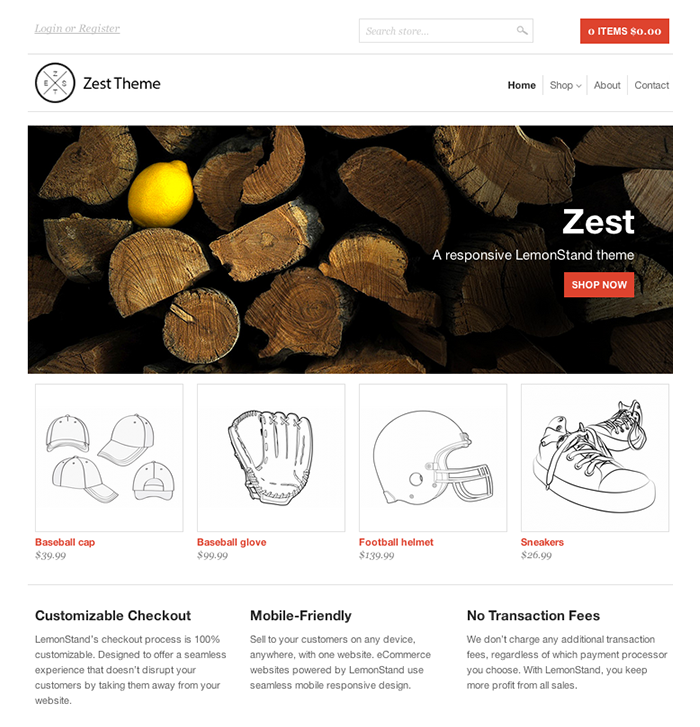 Login or Register
Search store...
0 ITEMS $0.00
Z
E S
T
Zest Theme
Home
Shop
About
Contact
Zest
A responsive LemonStand theme
SHOP NOW
Baseball cap
$39.99
Baseball glove
$99.99
Football helmet
$139.99
Sneakers
$26.99
Customizable Checkout
LemonStand's checkout process is 100%
customizable. Designed to offer a seamless
experience that doesn't disrupt your
customers by taking them away from your
website.
Mobile-Friendly
Sell to your customers on any device,
anywhere, with one website. eCommerce
websites powered by LemonStand use
seamless mobile responsive design.
No Transaction Fees
We don't charge any additional transaction
fees, regardless of which payment processor
you choose. With LemonStand, you keep
more profit from all sales.